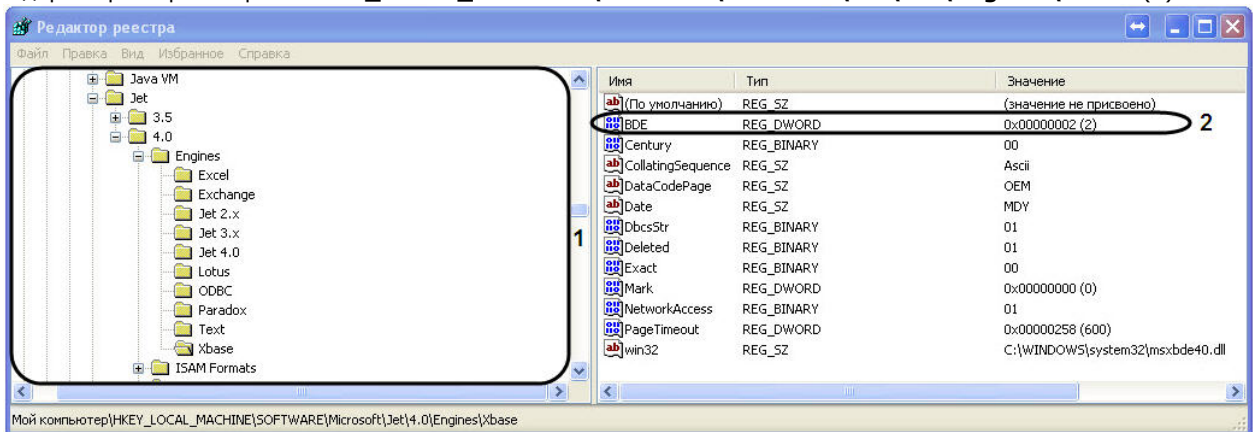 Редактор реестра
Файл Правка Вид Избранное Справка
Java VM
Jet
3.5
4.0
Engines
Excel
Exchange
Jet 2.x
Jet 3.x
Jet 4.0
Lotus
ODBC
Paradox
Text
Xbase
ISAM Formats
1
Имя Тип Значение
(По умолчанию) REG_SZ (значение не присвоено)
BDE REG_DWORD 0x00000002 (2) 2
Century REG_BINARY 00
CollatingSequence REG_SZ Ascii
DataCodePage REG_SZ OEM
Date REG_SZ MDY
DbcsStr REG_BINARY 01
Deleted REG_BINARY 01
Exact REG_BINARY 00
Mark REG_DWORD 0x00000000 (0)
NetworkAccess REG_BINARY 01
PageTimeout REG_DWORD 0x00000258 (600)
win32 REG_SZ C:\WINDOWS\system32\msxbde40.dll
Мой компьютер\HKEY_LOCAL_MACHINE\SOFTWARE\Microsoft\Jet\4.0\Engines\Xbase